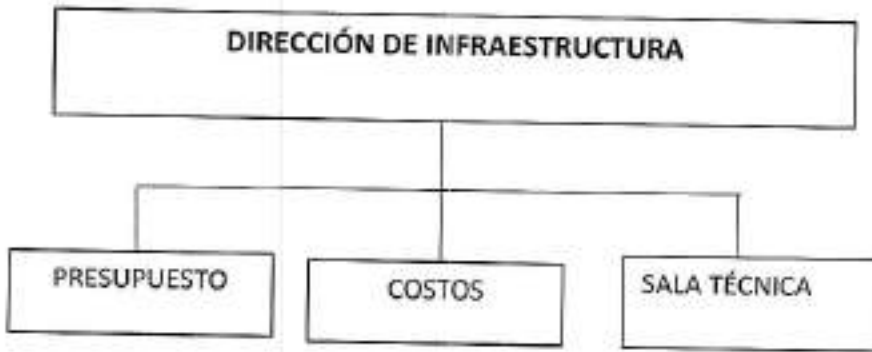 DIRECCIÓN DE INFRAESTRUCTURA
PRESUPUESTO
COSTOS
SALA TÉCNICA